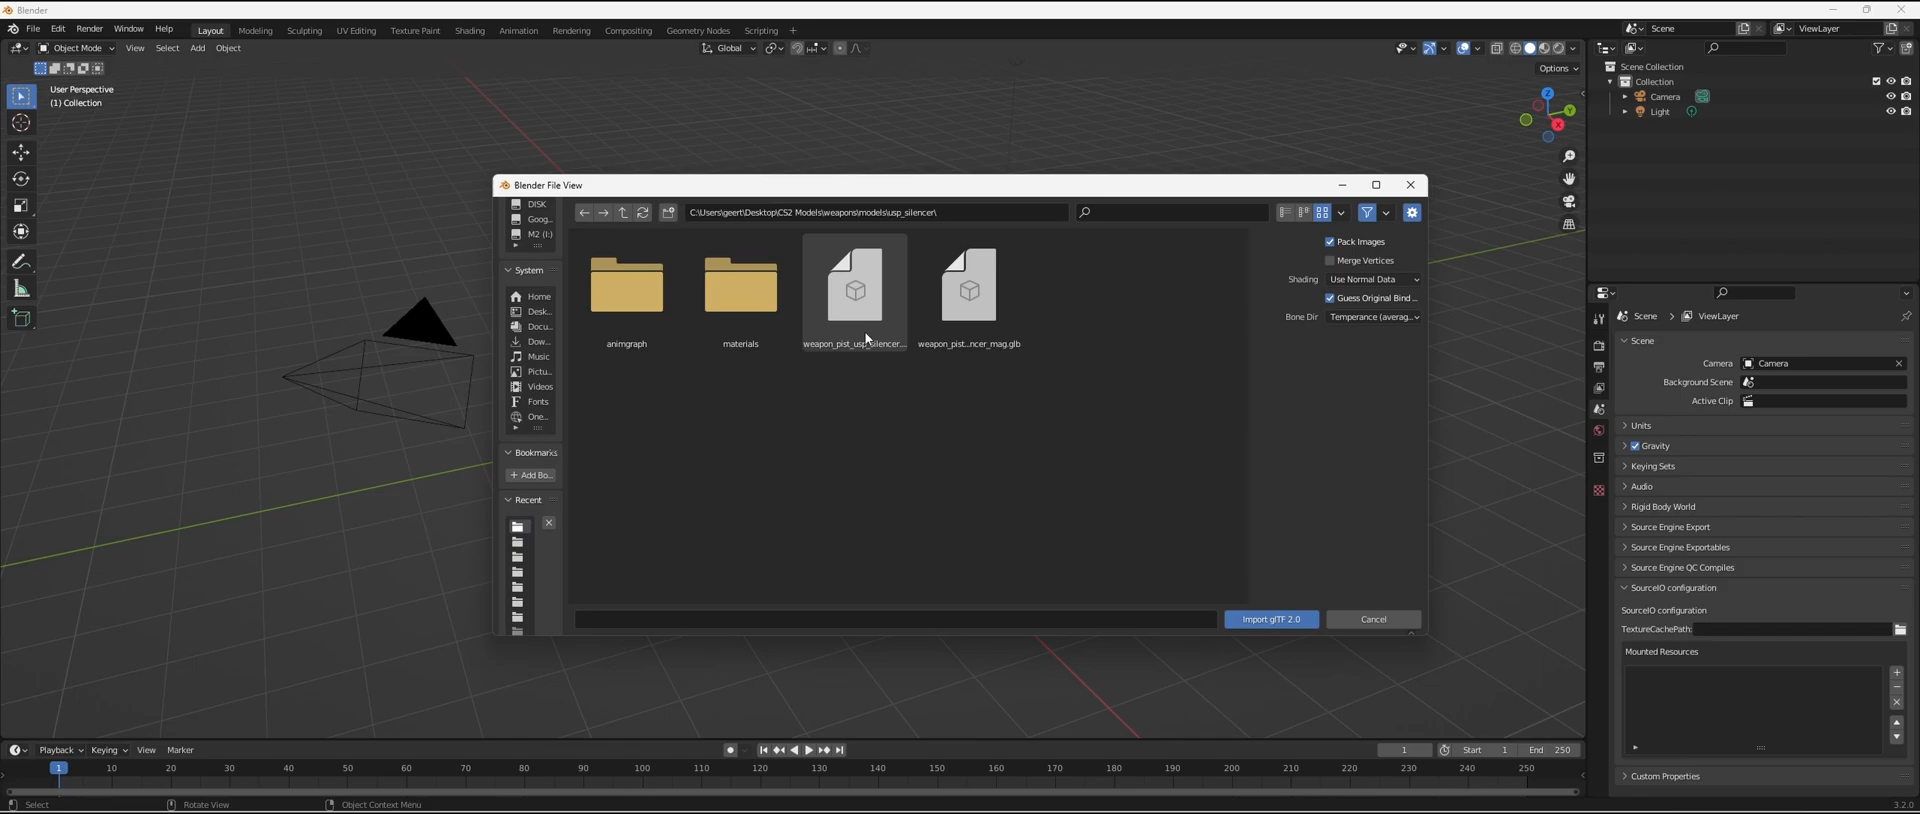 Blender
File Edit Render Window Help Layout Modeling Sculpting UV Editing Texture Paint Shading Animation Rendering Compositing Geometry Nodes Scripting + Scene ViewLayer
Object Mode View Select Add Object Global
Options
User Perspective
(1) Collection
Z
Y
X
Scene Collection
Collection
Camera
Light
Blender File View
C:\Users\geert\Desktop\CS2 Models\weapons\models\usp_silencer\
DISK
Goog...
M2 (I:)
System
Home
Desk...
Docu...
Dow...
Music
Pictu...
Videos
Fonts
One...
Bookmarks
+ Add Bo...
Recent
animgraph
materials
weapon_pist_usp_silencer....
weapon_pist...ncer_mag.glb
Pack Images
Merge Vertices
Shading Use Normal Data
Guess Original Bind ...
Bone Dir Temperance (averag...
Import glTF 2.0
Cancel
Scene > ViewLayer
Scene
Camera Camera
Background Scene
Active Clip
Units
Gravity
Keying Sets
Audio
Rigid Body World
Source Engine Export
Source Engine Exportables
Source Engine QC Compiles
SourceIO configuration
SourceIO configuration
TextureCachePath:
Mounted Resources
Custom Properties
Playback Keying View Marker 1 Start 1 End 250
1 10 20 30 40 50 60 70 80 90 100 110 120 130 140 150 160 170 180 190 200 210 220 230 240 250
Select Rotate View Object Context Menu 3.2.0